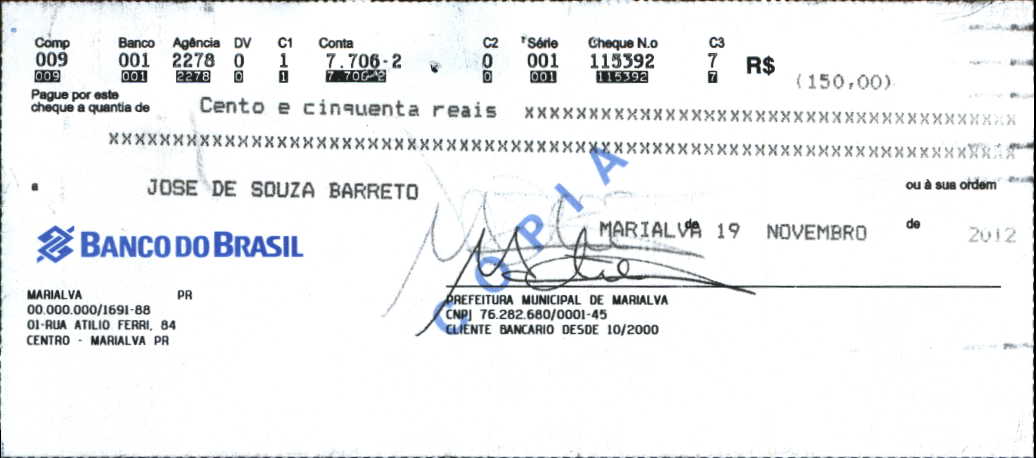 Comp Banco Agência DV C1 Conta C2 Série Cheque N.o C3
009 001 2278 0 1 7.706-2 0 001 115392 7 R$ (150,00)
009 001 2278 0 1 7.706-2 0 001 115392 7
Pague por este
cheque a quantia de Cento e cinquenta reais xxxxxxxxxxxxxxxxxxxxxxxxxxxxxxxxxxxxxxxxxxx
xxxxxxxxxxxxxxxxxxxxxxxxxxxxxxxxxxxxxxxxxxxxxxxxxxxxxxxxxxxxxxxxxxxxxxxxxxxxxxx
a JOSE DE SOUZA BARRETO ou à sua ordem
COPIA
MARIALVA de 19 NOVEMBRO de 2012
BANCO DO BRASIL
MARIALVA PR
00.000.000/1691-88
01-RUA ATILIO FERRI, 84
CENTRO - MARIALVA PR
PREFEITURA MUNICIPAL DE MARIALVA
CNPJ 76.282.680/0001-45
CLIENTE BANCARIO DESDE 10/2000